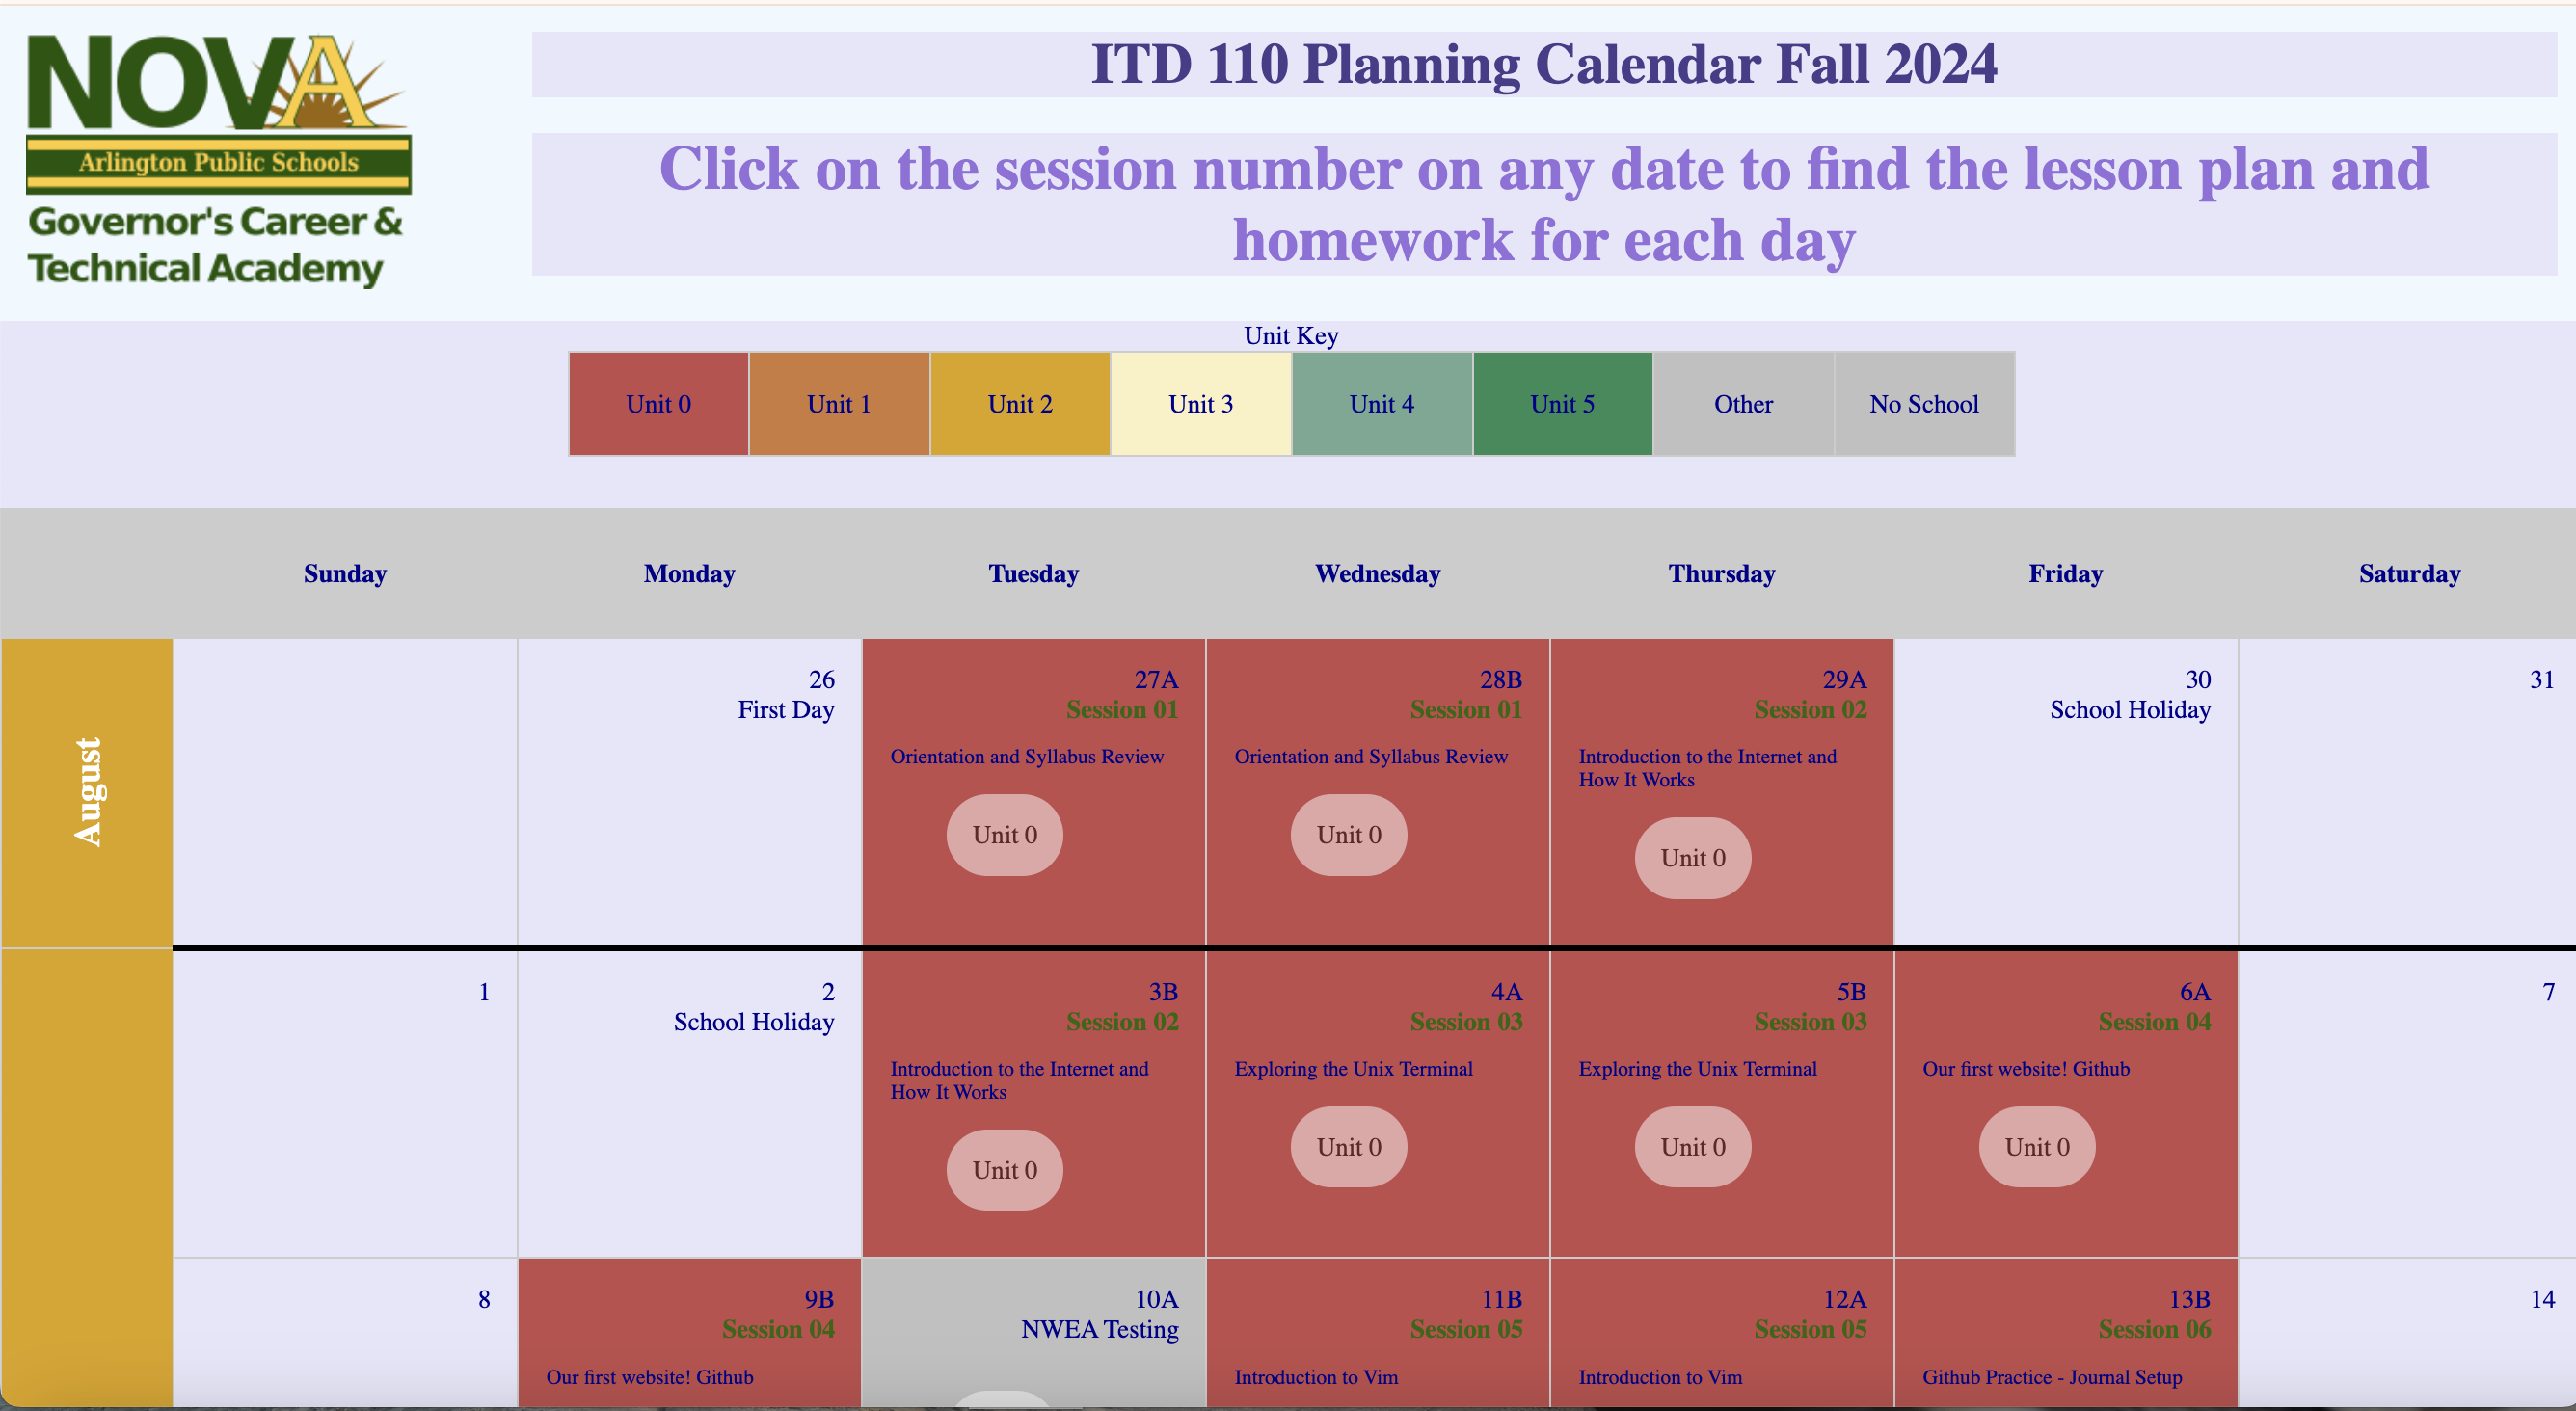 NOVA
Arlington Public Schools
Governor's Career &
Technical Academy
ITD 110 Planning Calendar Fall 2024
Click on the session number on any date to find the lesson plan and
homework for each day
Unit Key
Unit 0 Unit 1 Unit 2 Unit 3 Unit 4 Unit 5 Other No School
Sunday Monday Tuesday Wednesday Thursday Friday Saturday
August
26
First Day
27A
Session 01
Orientation and Syllabus Review
Unit 0
28B
Session 01
Orientation and Syllabus Review
Unit 0
29A
Session 02
Introduction to the Internet and
How It Works
Unit 0
30
School Holiday
31
1
2
School Holiday
3B
Session 02
Introduction to the Internet and
How It Works
Unit 0
4A
Session 03
Exploring the Unix Terminal
Unit 0
5B
Session 03
Exploring the Unix Terminal
Unit 0
6A
Session 04
Our first website! Github
Unit 0
7
8
9B
Session 04
Our first website! Github
10A
NWEA Testing
11B
Session 05
Introduction to Vim
12A
Session 05
Introduction to Vim
13B
Session 06
Github Practice - Journal Setup
14